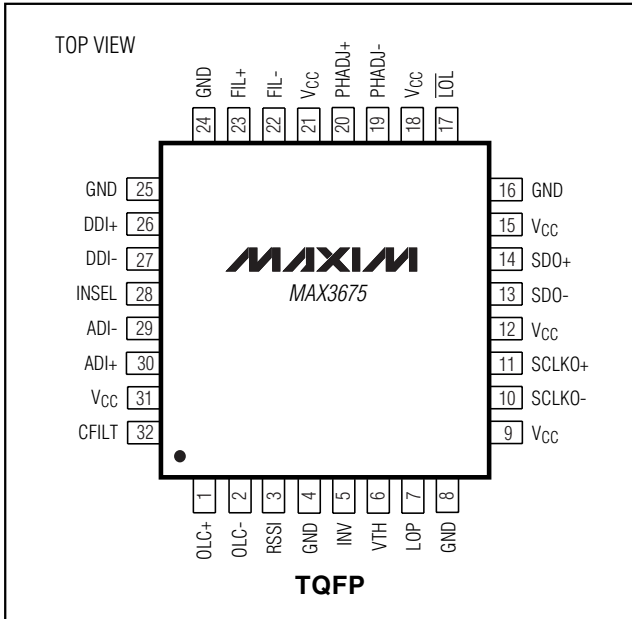 TOP VIEW
GND
FIL+
FIL-
VCC
PHADJ+
PHADJ-
VCC
L̅O̅L̅
24
23
22
21
20
19
18
17
GND 25
DDI+ 26
DDI- 27
INSEL 28
ADI- 29
ADI+ 30
VCC 31
CFILT 32
MAXIM
MAX3675
16 GND
15 VCC
14 SDO+
13 SDO-
12 VCC
11 SCLKO+
10 SCLKO-
9 VCC
1
2
3
4
5
6
7
8
OLC+
OLC-
RSSI
GND
INV
VTH
LOP
GND
TQFP